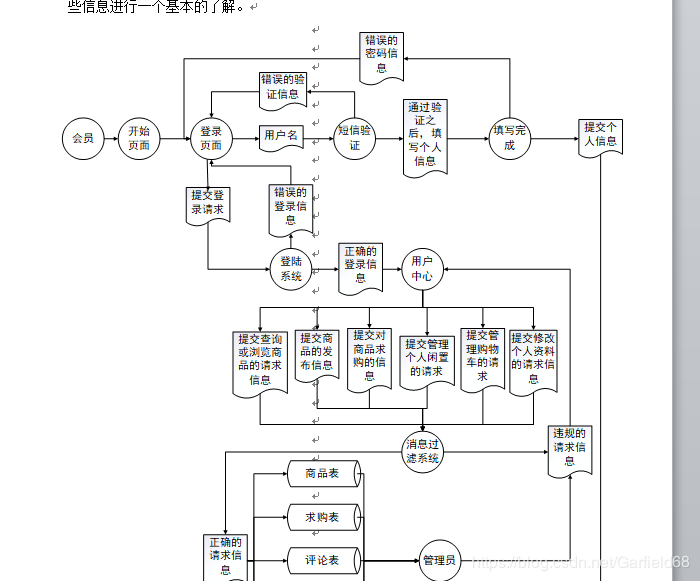 些信息进行一个基本的了解。
错误的
密码信
息
错误的验
证信息
会员
开始
页面
登录
页面
用户名
短信验
证
通过验
证之
后，填
写个人
信息
填写完
成
提交个
人信息
提交登
录请求
错误的
登录信
息
登陆
系统
正确的
登录信
息
用户
中心
提交查询
或浏览商
品的请求
信息
提交商
品的发
布信息
提交对
商品求
购的信
息
提交管理
个人闲置
的请求
提交管
理购物
车的请
求
提交修改
个人资料
的请求信
息
消息过
滤系统
违规的
请求信
息
商品表
求购表
正确的
请求信
息
评论表
管理员
https://blog.csdn.net/Garfield68